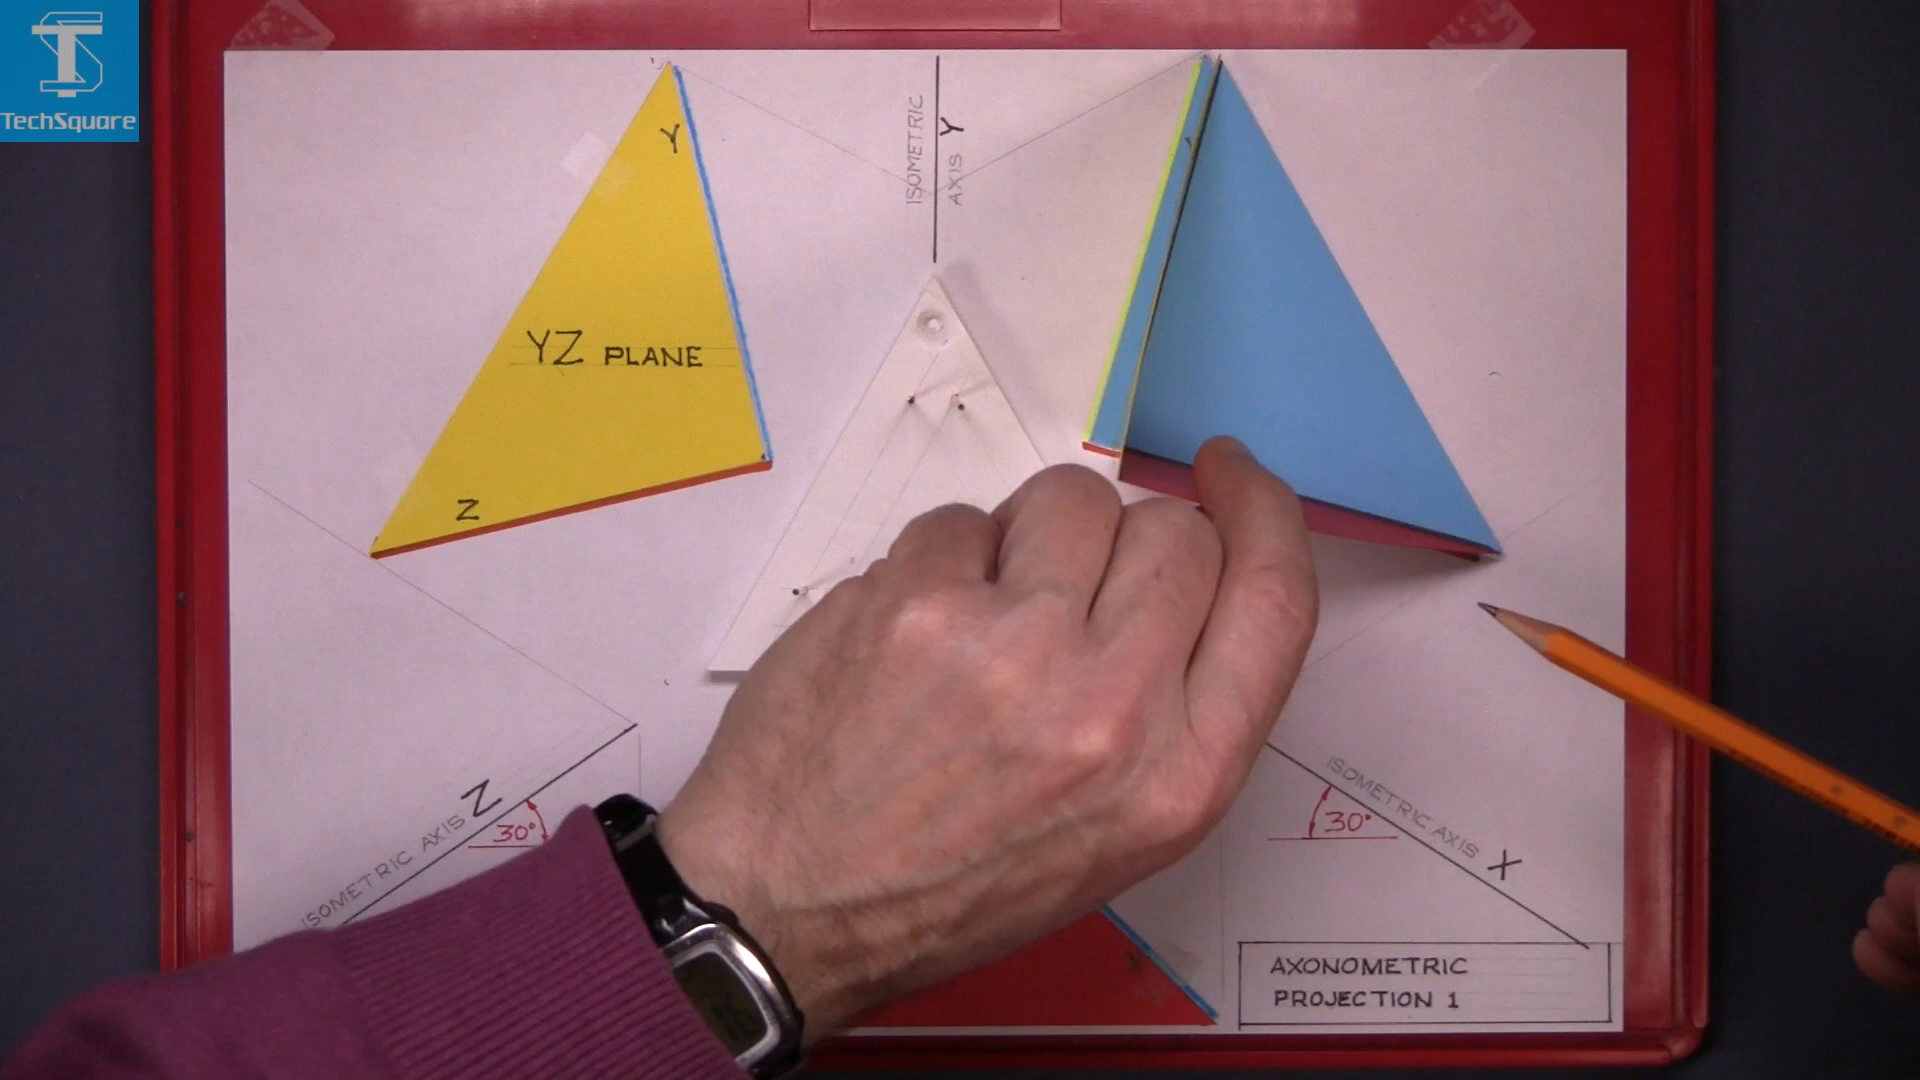 TechSquare
Y
ISOMETRIC
AXIS Y
YZ PLANE
Z
ISOMETRIC AXIS Z
30°
30°
ISOMETRIC AXIS X
AXONOMETRIC
PROJECTION 1